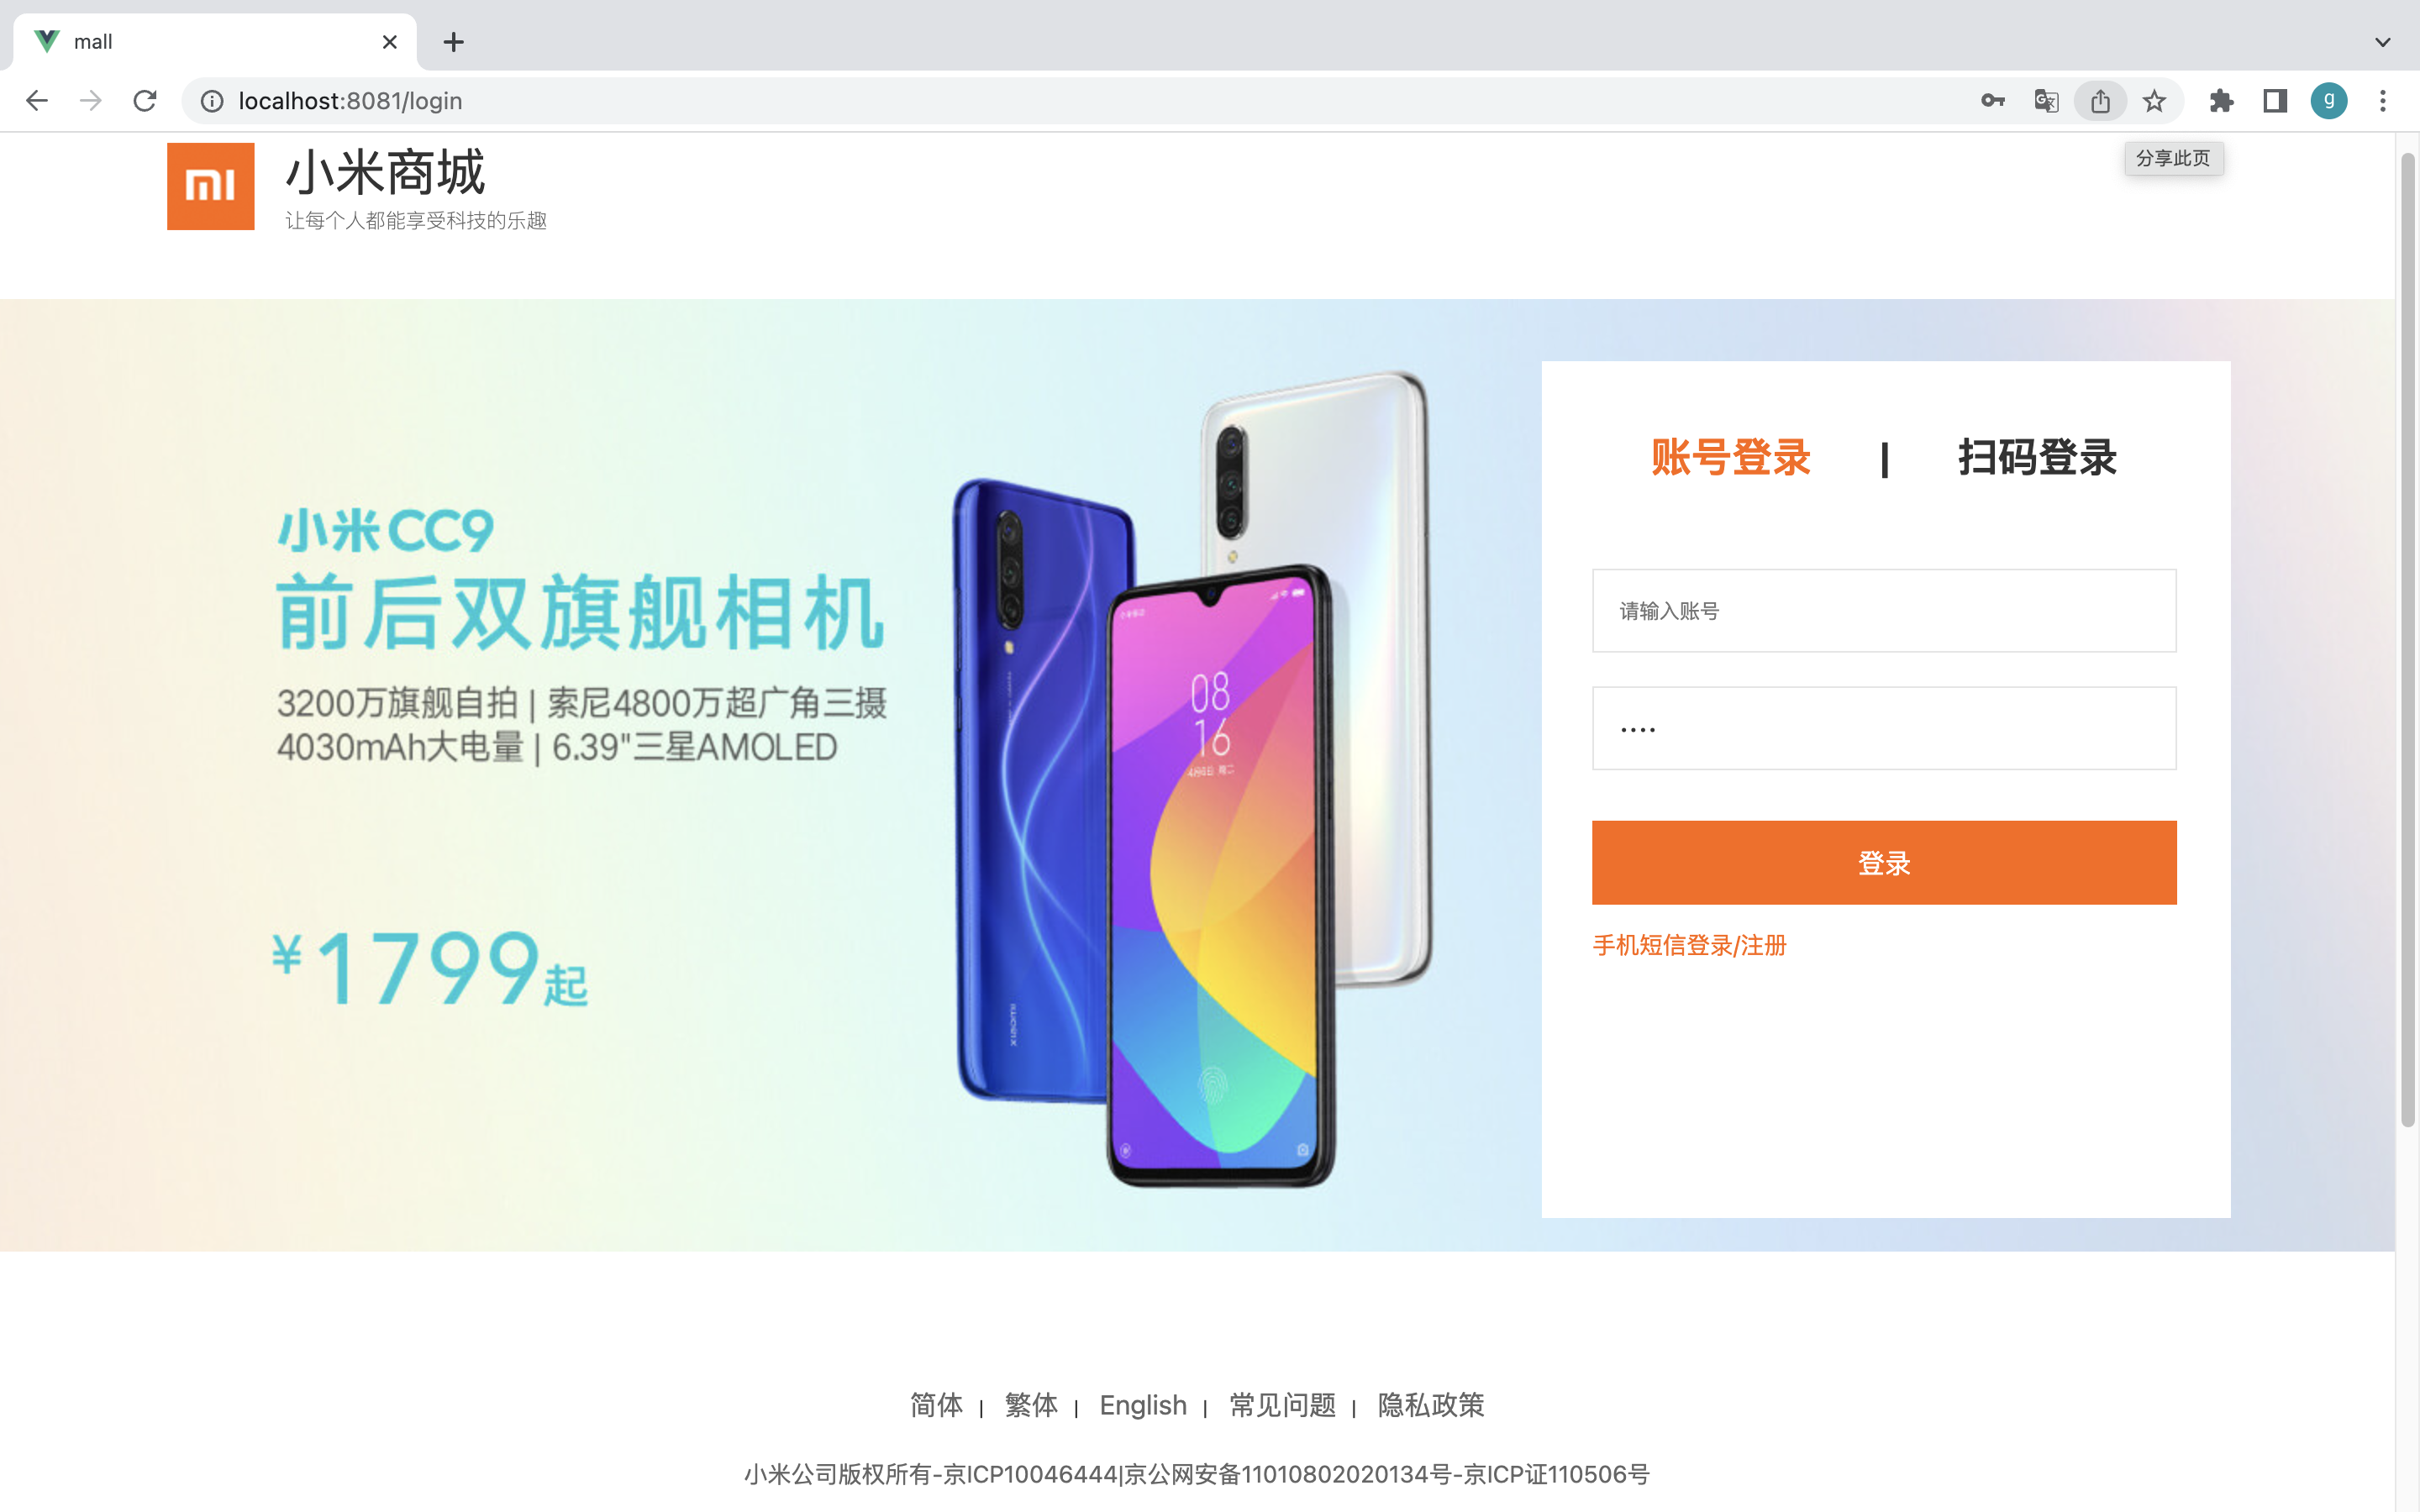 mall
localhost:8081/login
g
分享此页
mi
小米商城
让每个人都能享受科技的乐趣
小米CC9
前后双旗舰相机
3200万旗舰自拍 | 索尼4800万超广角三摄
4030mAh大电量 | 6.39"三星AMOLED
¥1799起
08
16
4月6日 周二
XIAOMI
账号登录 | 扫码登录
请输入账号
••••
登录
手机短信登录/注册
简体 | 繁体 | English | 常见问题 | 隐私政策
小米公司版权所有-京ICP10046444|京公网安备11010802020134号-京ICP证110506号